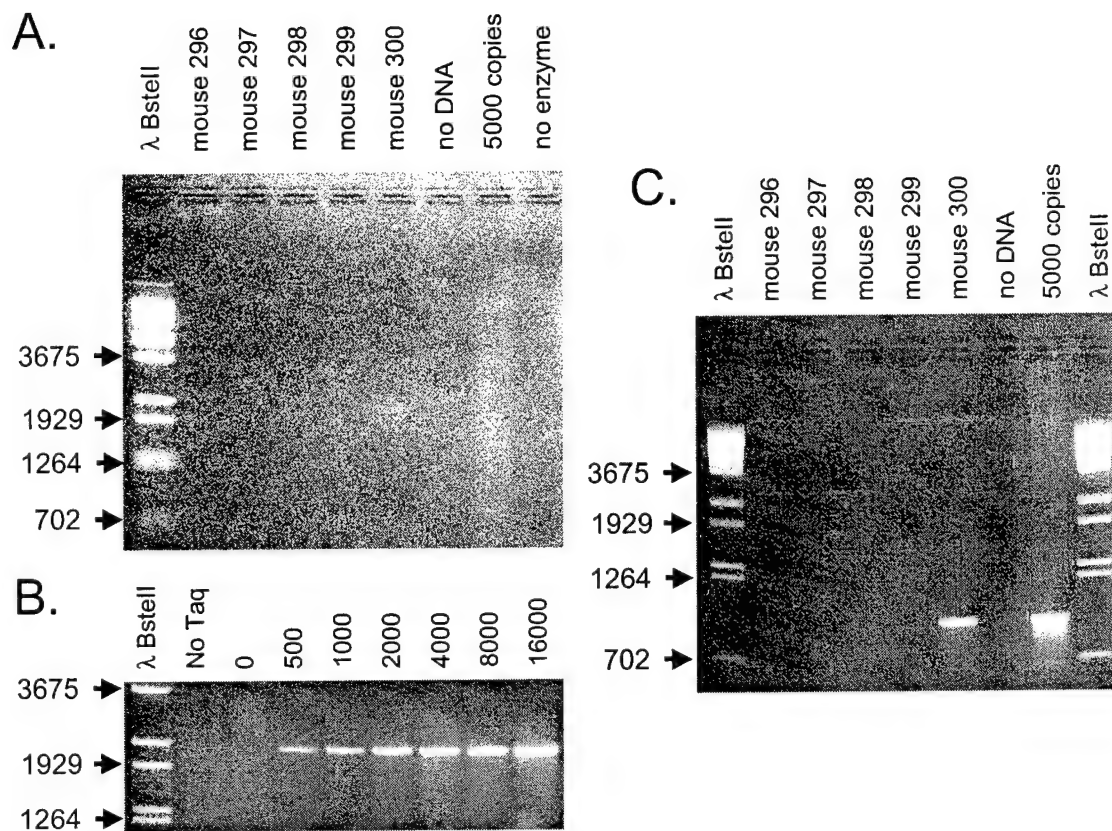 A.
λ BsteII
mouse 296
mouse 297
mouse 298
mouse 299
mouse 300
no DNA
5000 copies
no enzyme
3675
1929
1264
702
B.
λ BsteII
No Taq
0
500
1000
2000
4000
8000
16000
3675
1929
1264
C.
λ BsteII
mouse 296
mouse 297
mouse 298
mouse 299
mouse 300
no DNA
5000 copies
λ BsteII
3675
1929
1264
702